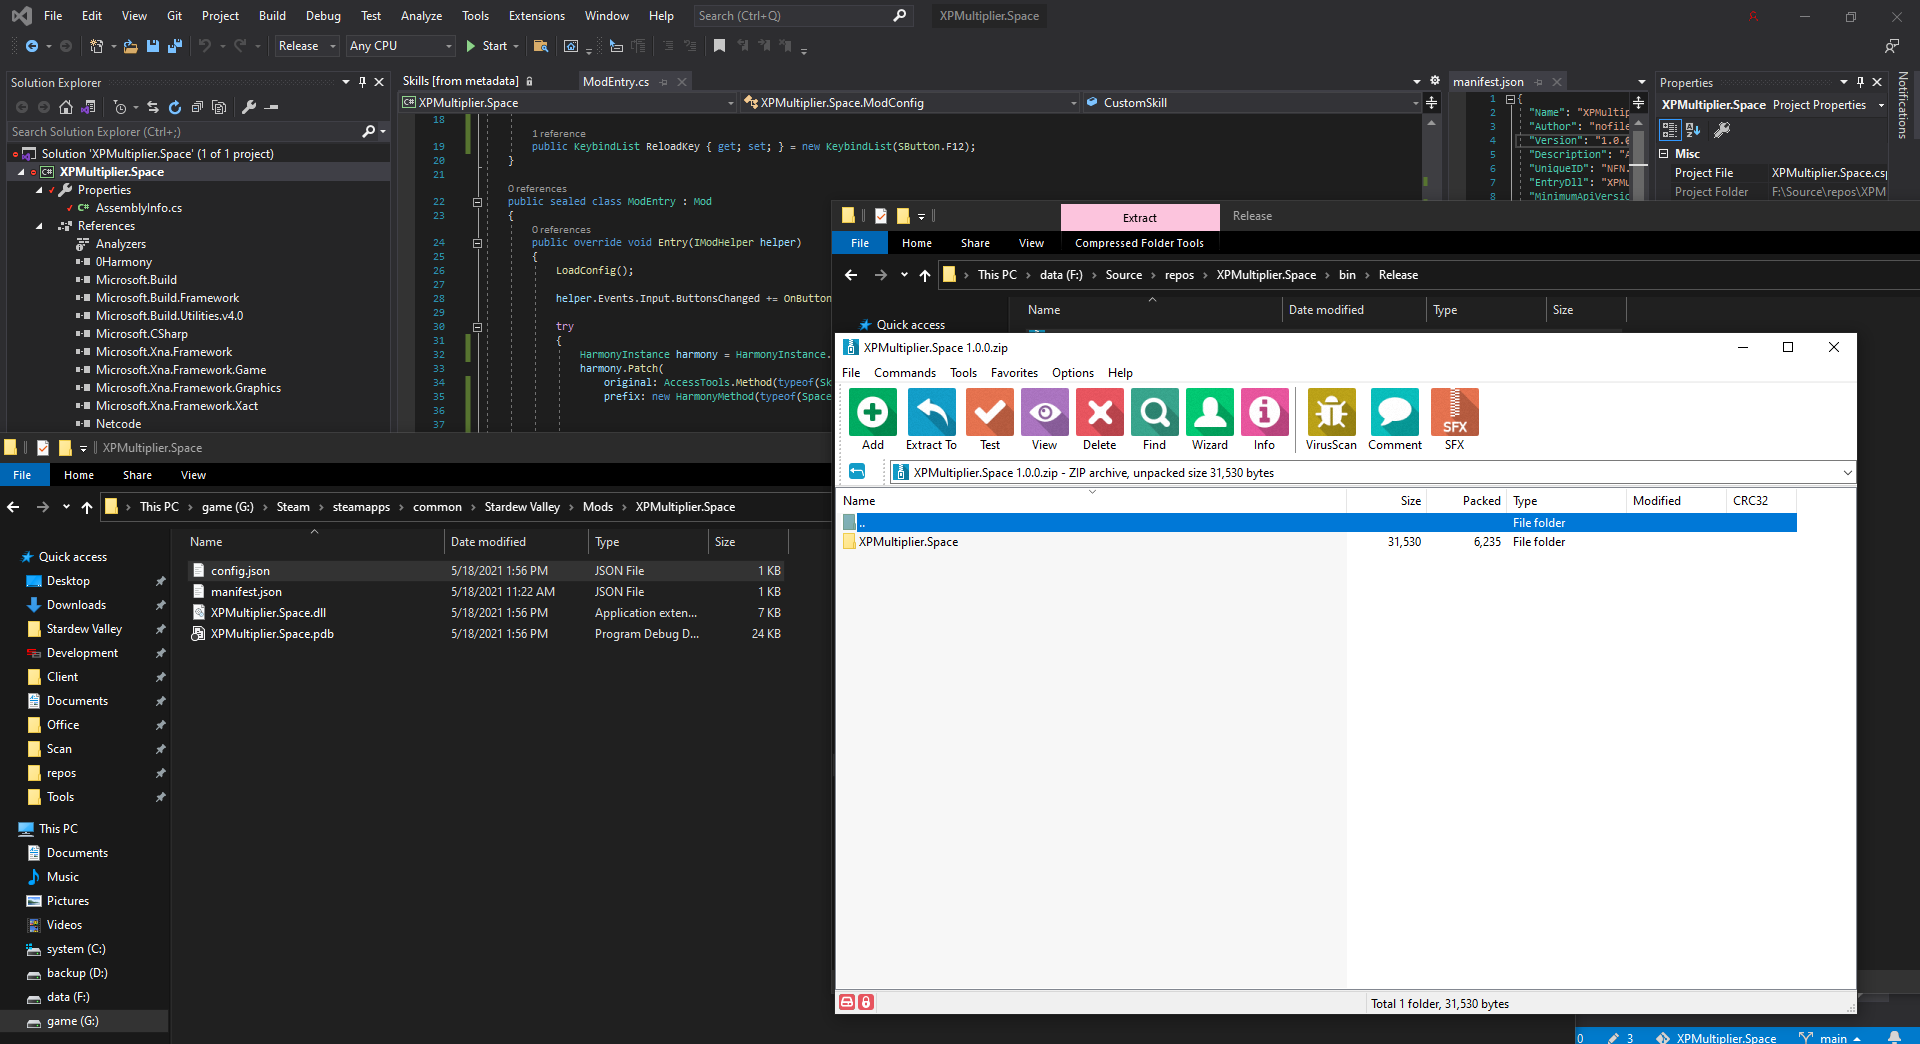 File Edit View Git Project Build Debug Test Analyze Tools Extensions Window Help Search (Ctrl+Q) XPMultiplier.Space
Release Any CPU Start
Solution Explorer
Search Solution Explorer (Ctrl+;)
Solution 'XPMultiplier.Space' (1 of 1 project)
XPMultiplier.Space
Properties
C# AssemblyInfo.cs
References
Analyzers
0Harmony
Microsoft.Build
Microsoft.Build.Framework
Microsoft.Build.Utilities.v4.0
Microsoft.CSharp
Microsoft.Xna.Framework
Microsoft.Xna.Framework.Game
Microsoft.Xna.Framework.Graphics
Microsoft.Xna.Framework.Xact
Netcode
Skills [from metadata] ModEntry.cs
XPMultiplier.Space XPMultiplier.Space.ModConfig CustomSkill
18
1 reference
19 public KeybindList ReloadKey { get; set; } = new KeybindList(SButton.F12);
20 }
21
0 references
22 public sealed class ModEntry : Mod
23 {
0 references
24 public override void Entry(IModHelper helper)
25 {
26 LoadConfig();
27
28 helper.Events.Input.ButtonsChanged += OnButton
29
30 try
31 {
32 HarmonyInstance harmony = HarmonyInstance.
33 harmony.Patch(
34 original: AccessTools.Method(typeof(Sk
35 prefix: new HarmonyMethod(typeof(Space
36
37
manifest.json
1 {
2 "Name": "XPMultip
3 "Author": "nofile
4 "Version": "1.0.0
5 "Description": "A
6 "UniqueID": "NFN.
7 "EntryDll": "XPMu
8 "MinimumApiVersio
Properties
XPMultiplier.Space Project Properties
Misc
Project File XPMultiplier.Space.csp
Project Folder F:\Source\repos\XPM
Notifications
Extract Release
File Home Share View Compressed Folder Tools
This PC › data (F:) › Source › repos › XPMultiplier.Space › bin › Release
Name Date modified Type Size
Quick access
XPMultiplier.Space 1.0.0.zip
File Commands Tools Favorites Options Help
SFX
Add Extract To Test View Delete Find Wizard Info VirusScan Comment SFX
XPMultiplier.Space 1.0.0.zip - ZIP archive, unpacked size 31,530 bytes
Name Size Packed Type Modified CRC32
.. File folder
XPMultiplier.Space 31,530 6,235 File folder
Total 1 folder, 31,530 bytes
XPMultiplier.Space
File Home Share View
This PC › game (G:) › Steam › steamapps › common › Stardew Valley › Mods › XPMultiplier.Space
Name Date modified Type Size
config.json 5/18/2021 1:56 PM JSON File 1 KB
manifest.json 5/18/2021 11:22 AM JSON File 1 KB
XPMultiplier.Space.dll 5/18/2021 1:56 PM Application exten... 7 KB
XPMultiplier.Space.pdb 5/18/2021 1:56 PM Program Debug D... 24 KB
Quick access
Desktop
Downloads
Stardew Valley
Development
Client
Documents
Office
Scan
repos
Tools
This PC
Documents
Music
Pictures
Videos
system (C:)
backup (D:)
data (F:)
game (G:)
0 3 XPMultiplier.Space main